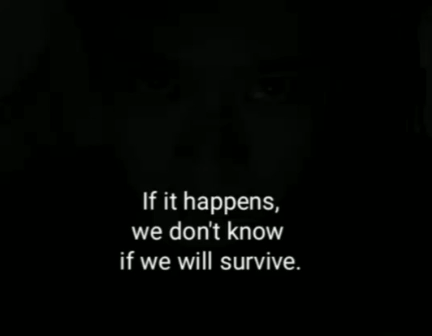 If it happens,
we don't know
if we will survive.